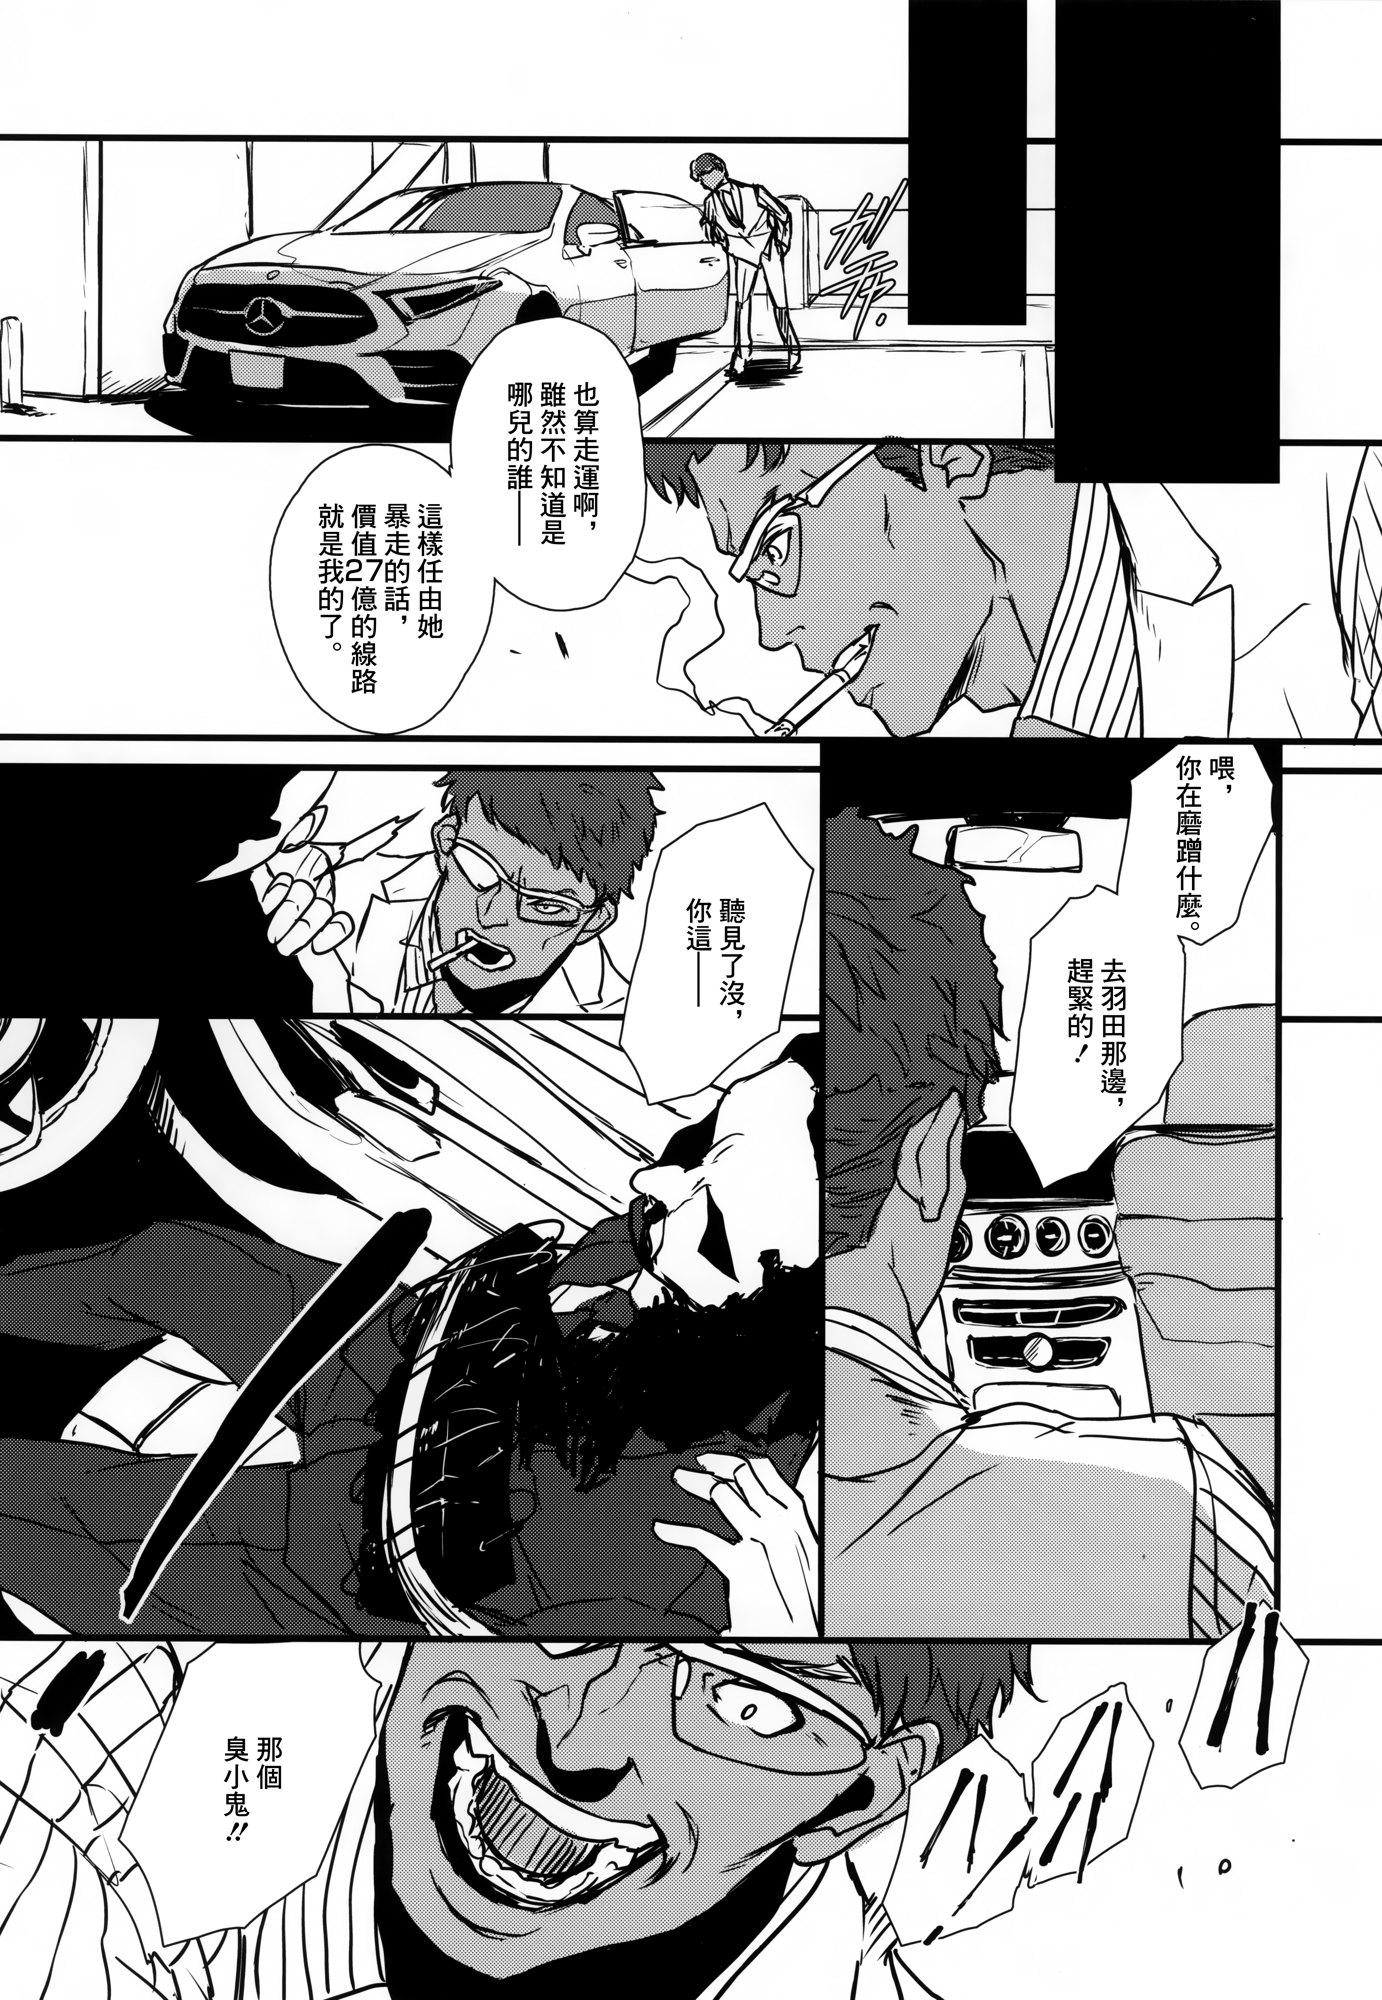 ガチャ。
也算走運啊，
雖然不知道是
哪兒的誰——
這樣任由她
暴走的話，
價值27億的線路
就是我的了。
喂，
你在磨蹭什麼。
去羽田那邊，
趕緊的！
聽見了沒，
你這——
那個
臭小鬼!!